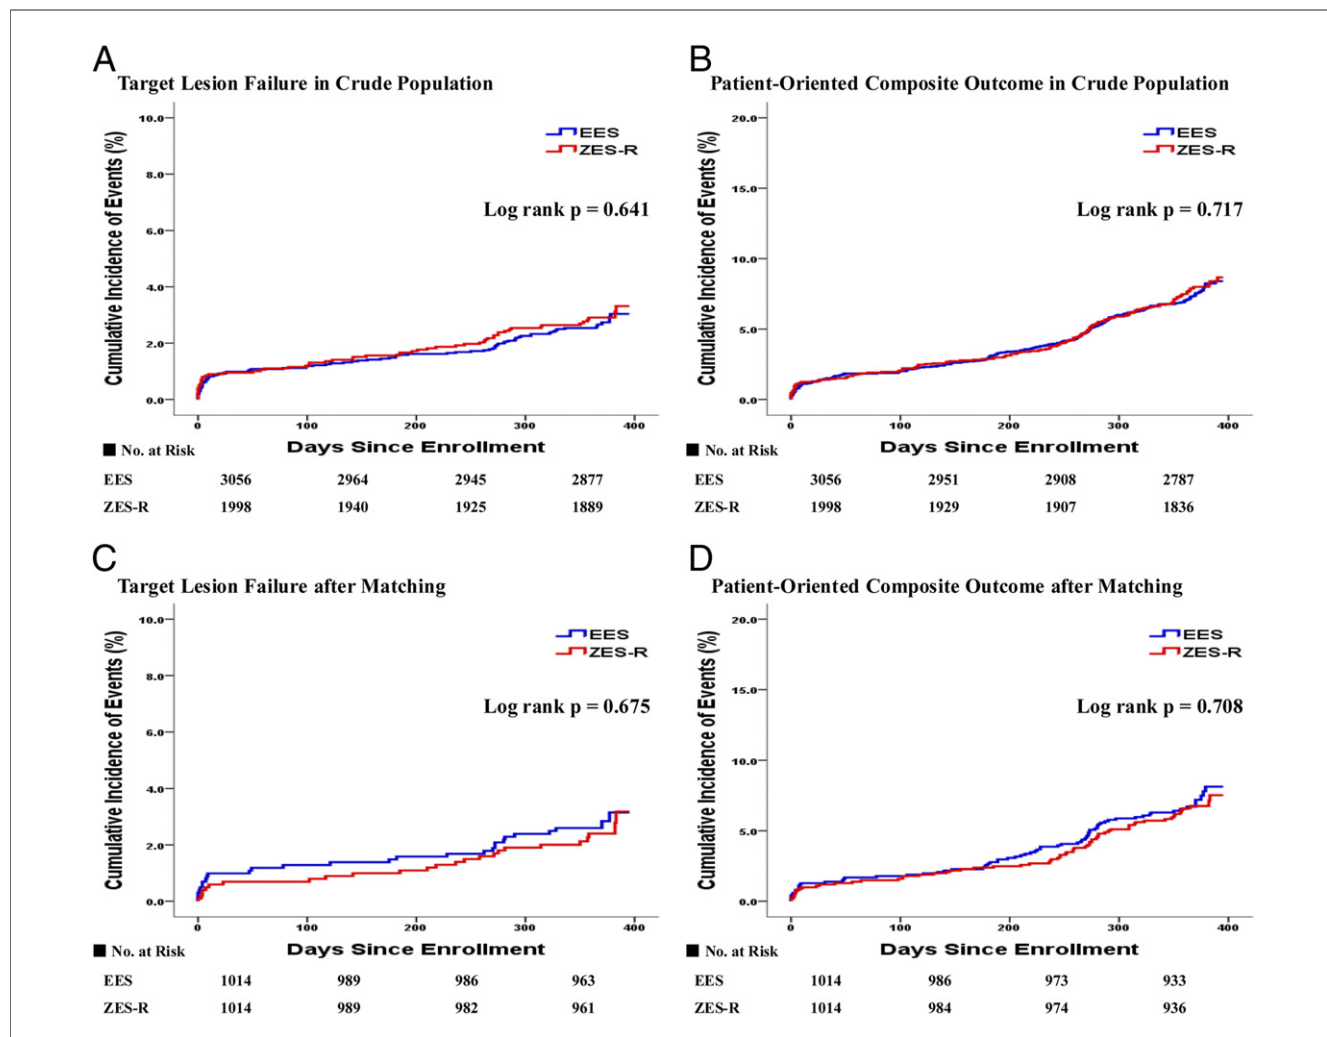 A
Target Lesion Failure in Crude Population
Cumulative Incidence of Events (%)
10.0
8.0
6.0
4.0
2.0
0.0
EES
ZES-R
Log rank p = 0.641
0 100 200 300 400
Days Since Enrollment
No. at Risk
EES 3056 2964 2945 2877
ZES-R 1998 1940 1925 1889
B
Patient-Oriented Composite Outcome in Crude Population
Cumulative Incidence of Events (%)
20.0
15.0
10.0
5.0
0.0
EES
ZES-R
Log rank p = 0.717
0 100 200 300 400
Days Since Enrollment
No. at Risk
EES 3056 2951 2908 2787
ZES-R 1998 1929 1907 1836
C
Target Lesion Failure after Matching
Cumulative Incidence of Events (%)
10.0
8.0
6.0
4.0
2.0
0.0
EES
ZES-R
Log rank p = 0.675
0 100 200 300 400
Days Since Enrollment
No. at Risk
EES 1014 989 986 963
ZES-R 1014 989 982 961
D
Patient-Oriented Composite Outcome after Matching
Cumulative Incidence of Events (%)
20.0
15.0
10.0
5.0
0.0
EES
ZES-R
Log rank p = 0.708
0 100 200 300 400
Days Since Enrollment
No. at Risk
EES 1014 986 973 933
ZES-R 1014 984 974 936